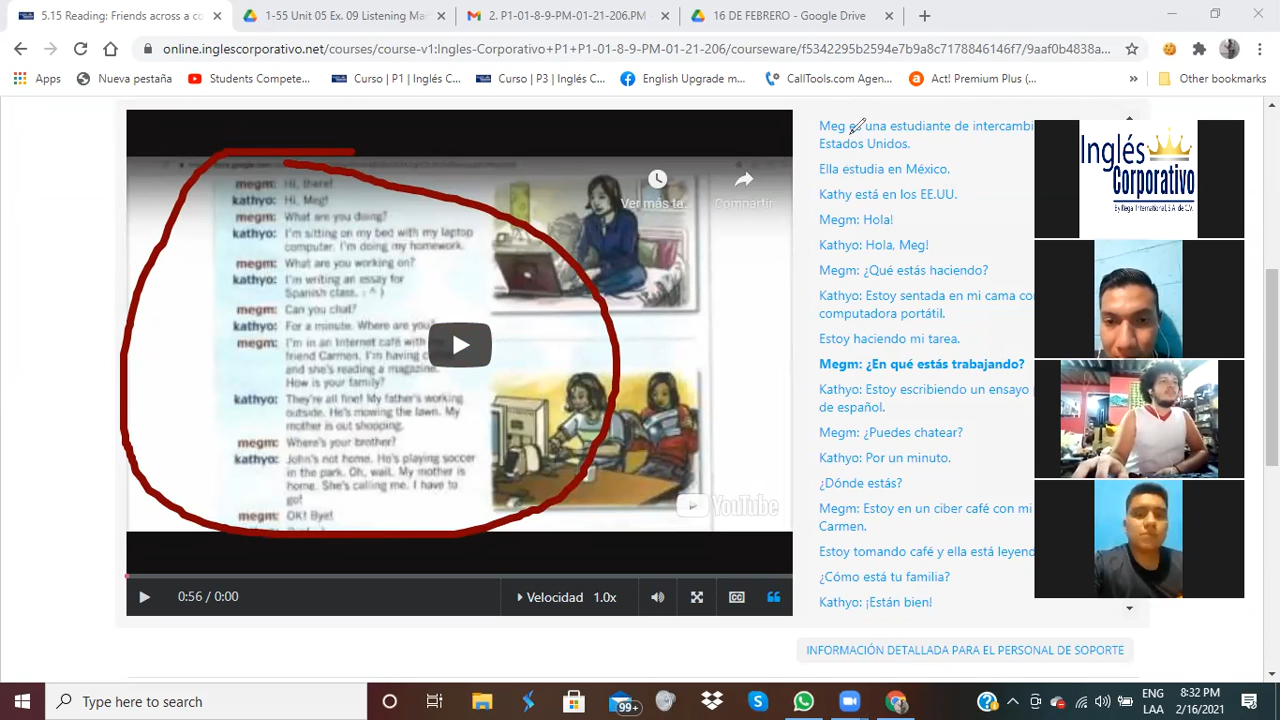 5.15 Reading: Friends across a co
1-55 Unit 05 Ex. 09 Listening Ma
2. P1-01-8-9-PM-01-21-206.PM
16 DE FEBRERO - Google Drive
online.inglescorporativo.net/courses/course-v1:Ingles-Corporativo+P1+P1-01-8-9-PM-01-21-206/courseware/f5342295b2594e7b9a8c7178846146f7/9aaf0b4838a...
Apps
Nueva pestaña
Students Compete...
Curso | P1 | Inglés C...
Curso | P3 | Inglés C...
English Upgrade m...
CallTools.com Agen...
Act! Premium Plus (...
Other bookmarks
megm: Hi, there!
kathyo: Hi, Meg!
megm: What are you doing?
kathyo: I'm sitting on my bed with my laptop
computer. I'm doing my homework.
megm: What are you working on?
kathyo: I'm writing an essay for
Spanish class. : ^ )
megm: Can you chat?
kathyo: For a minute. Where are you?
megm: I'm in an Internet café with
friend Carmen. I'm having
and she's reading a magazine.
How is your family?
kathyo: They're all fine! My father's working
outside. He's mowing the lawn. My
mother is out shopping.
megm: Where's your brother?
kathyo: John's not home. He's playing soccer
in the park. Oh, wait. My mother is
home. She's calling me. I have to
go!
megm: OK! Bye!
Ver más ta...
Compartir
YouTube
0:56 / 0:00
Velocidad 1.0x
Meg es una estudiante de intercambi
Estados Unidos.
Ella estudia en México.
Kathy está en los EE.UU.
Megm: Hola!
Kathyo: Hola, Meg!
Megm: ¿Qué estás haciendo?
Kathyo: Estoy sentada en mi cama co
computadora portátil.
Estoy haciendo mi tarea.
Megm: ¿En qué estás trabajando?
Kathyo: Estoy escribiendo un ensayo
de español.
Megm: ¿Puedes chatear?
Kathyo: Por un minuto.
¿Dónde estás?
Megm: Estoy en un ciber café con mi
Carmen.
Estoy tomando café y ella está leyend
¿Cómo está tu familia?
Kathyo: ¡Están bien!
Inglés
Corporativo
INFORMACIÓN DETALLADA PARA EL PERSONAL DE SOPORTE
Type here to search
99+
ENG
LAA
8:32 PM
2/16/2021